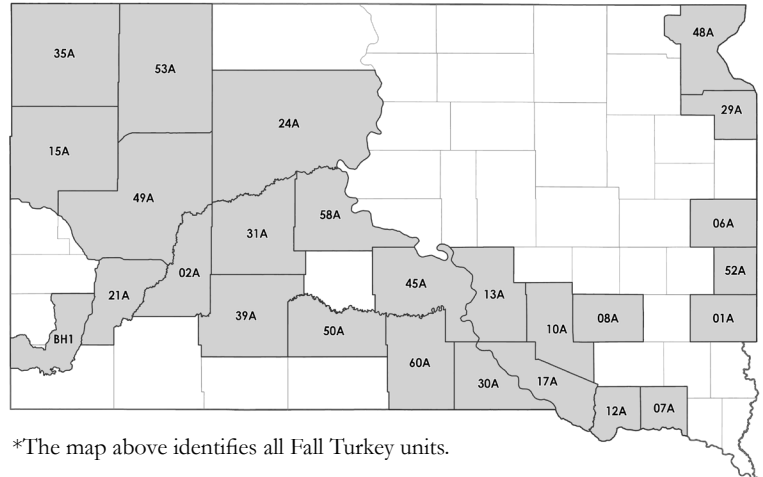 48A
35A
53A
29A
24A
15A
49A
58A
06A
31A
02A
52A
45A
21A
13A
39A
08A
01A
50A
10A
BH1
60A
17A
30A
12A
07A
*The map above identifies all Fall Turkey units.